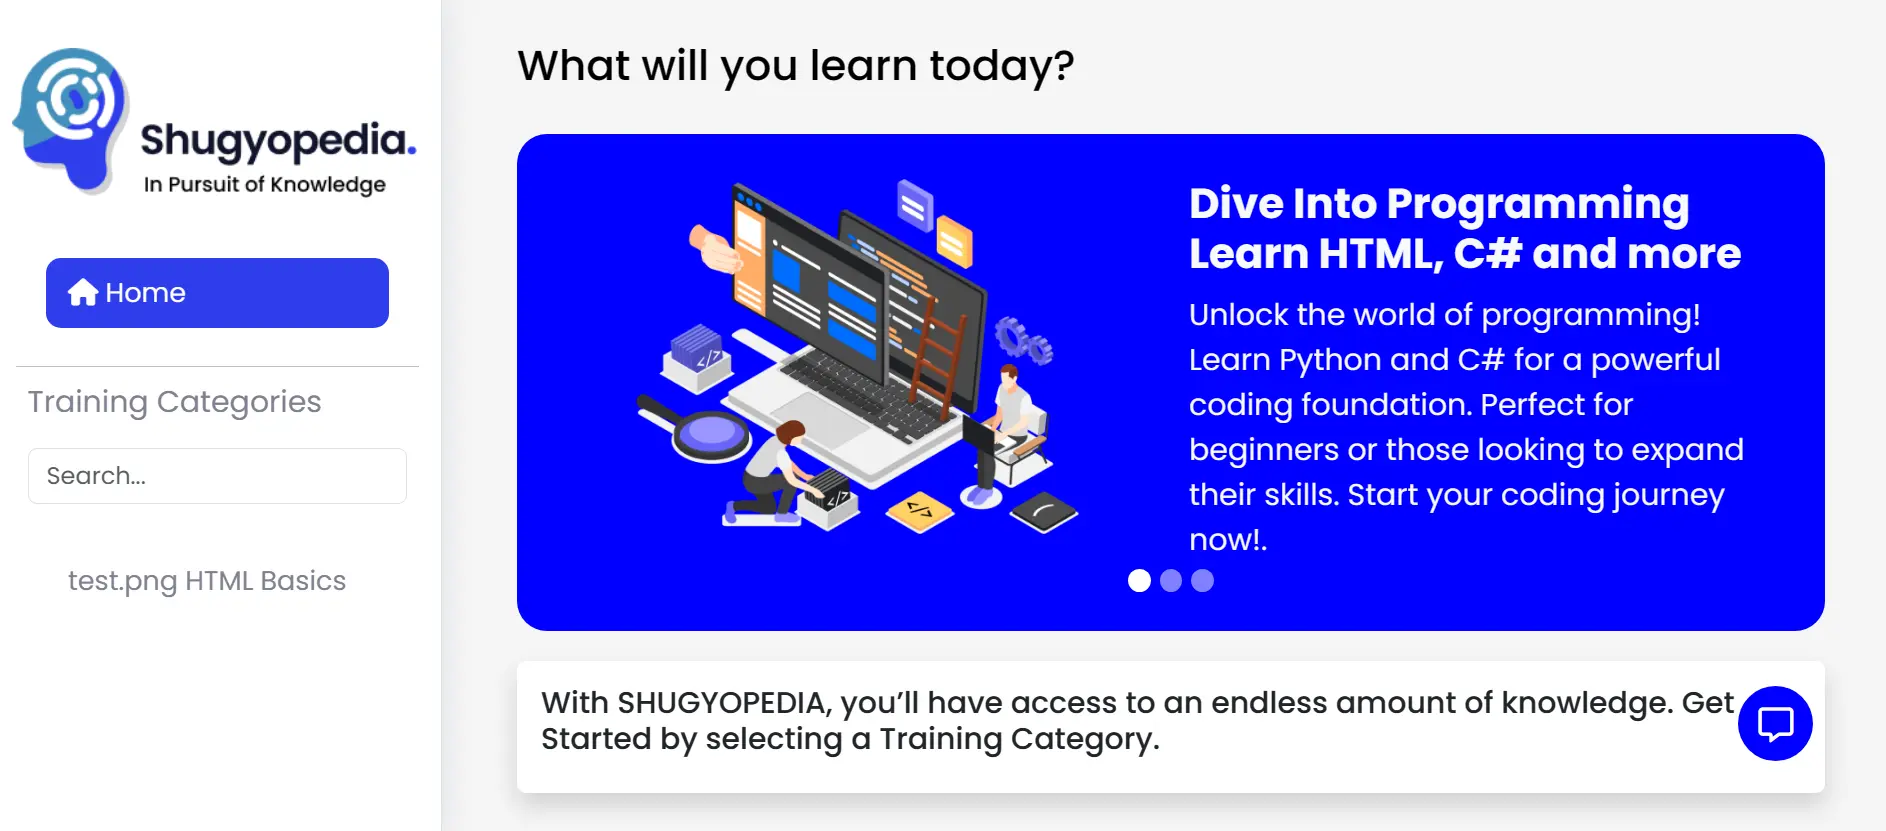 Shugyopedia.
In Pursuit of Knowledge
Home
Training Categories
Search...
test.png HTML Basics
What will you learn today?
Dive Into Programming
Learn HTML, C# and more
Unlock the world of programming!
Learn Python and C# for a powerful
coding foundation. Perfect for
beginners or those looking to expand
their skills. Start your coding journey
now!.
</>
</>
</>
With SHUGYOPEDIA, you’ll have access to an endless amount of knowledge. Get
Started by selecting a Training Category.